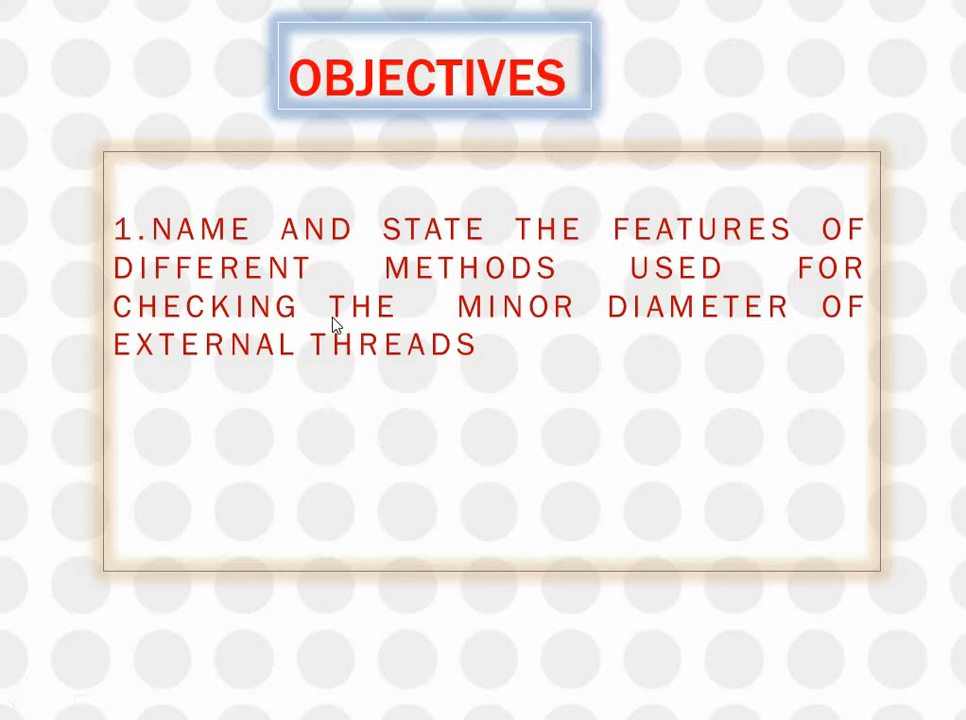 OBJECTIVES
1.NAME AND STATE THE FEATURES OF
DIFFERENT METHODS USED FOR
CHECKING THE MINOR DIAMETER OF
EXTERNAL THREADS